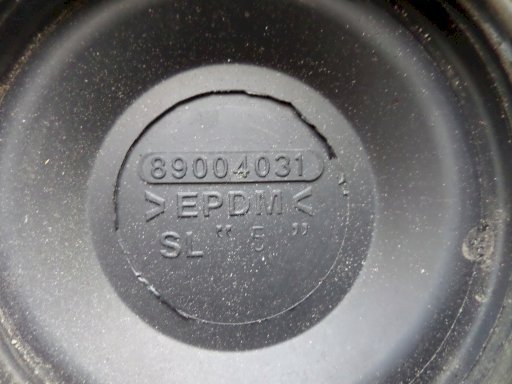 89004031
>EPDM<
SL " 5 "